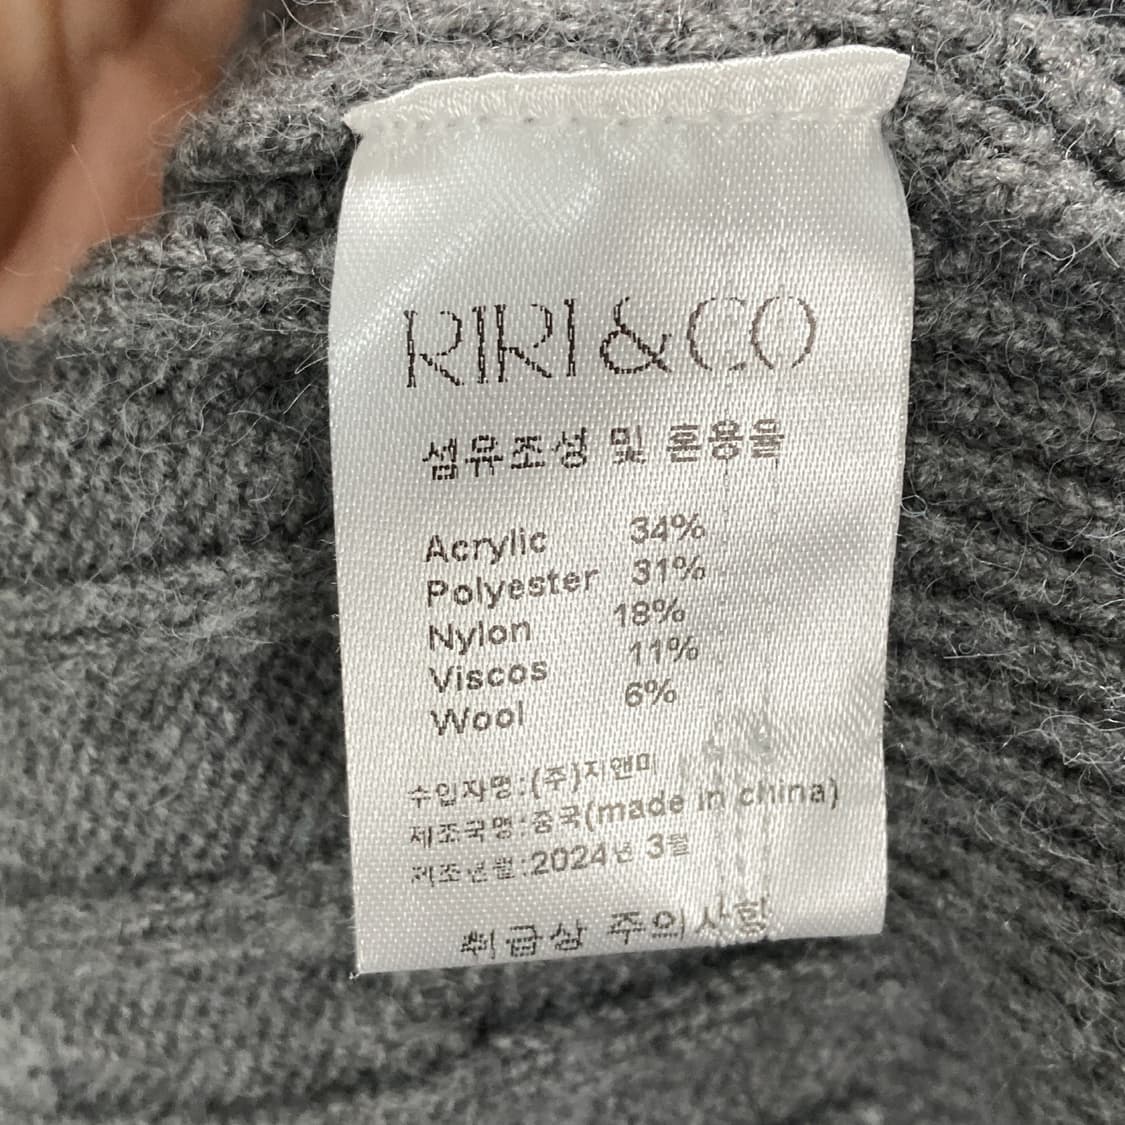 RIRI & CO
섬유조성 및 혼용율
Acrylic 34%
Polyester 31%
Nylon 18%
Viscos 11%
Wool 6%
수입자명:(주)지앤미
제조국명:중국(made in china)
제조년월:2024년 3월
취급상 주의사항